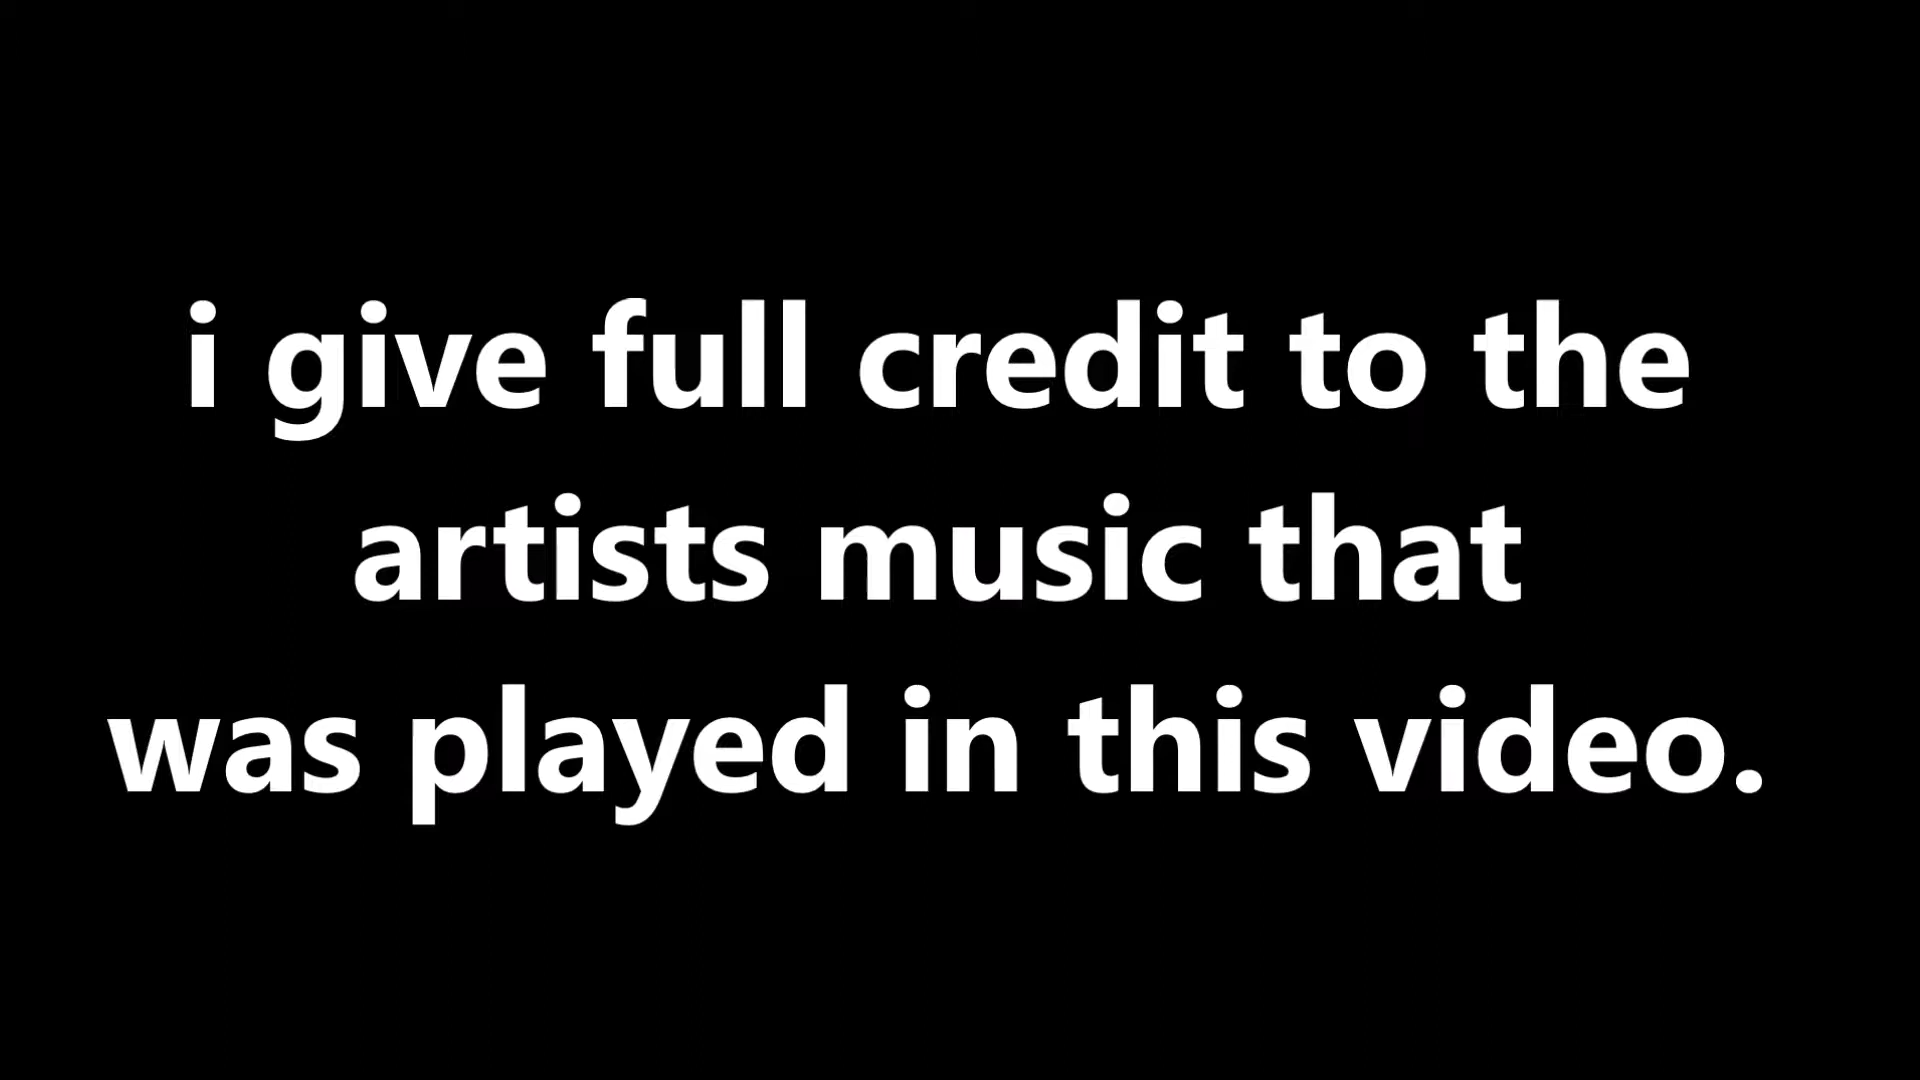 i give full credit to the
artists music that
was played in this video.